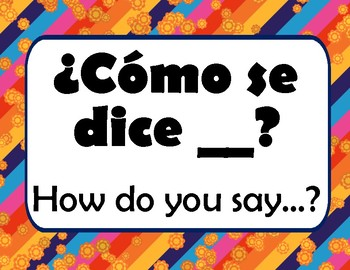 ¿Cómo se
dice __?
How do you say...?